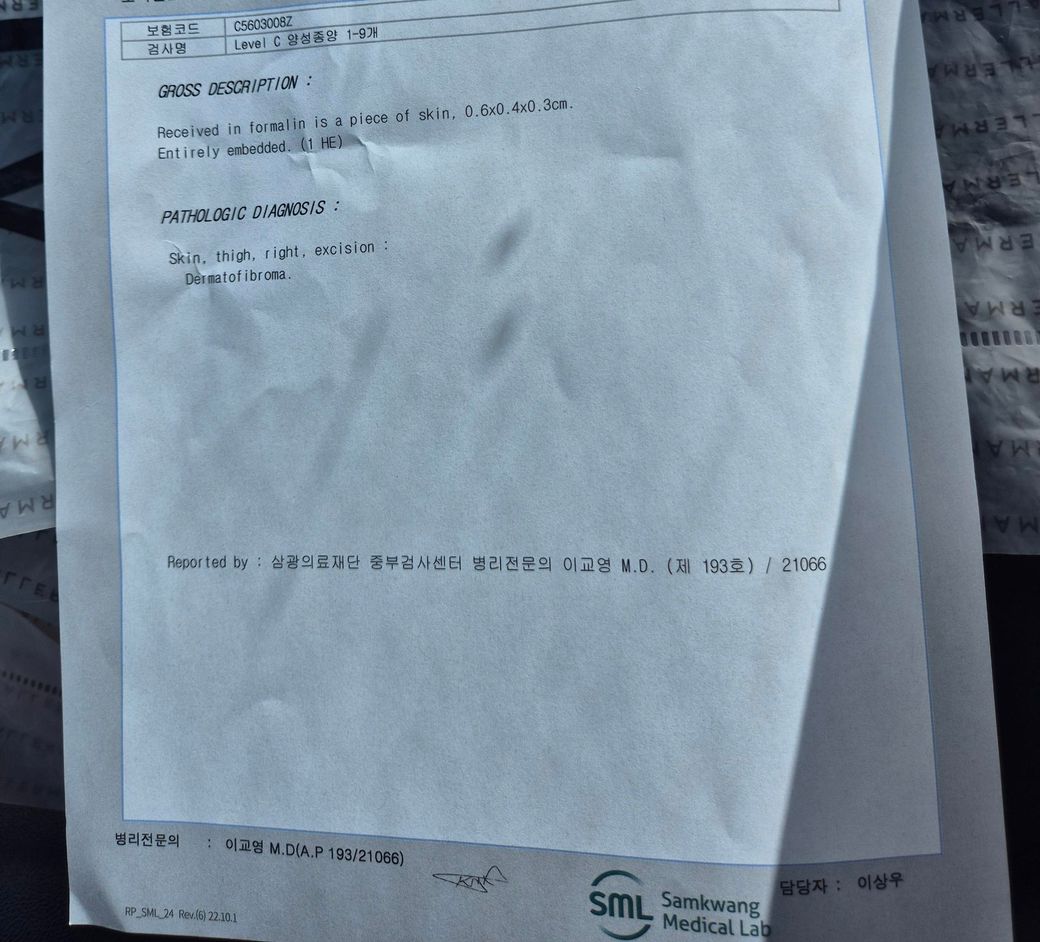 보험코드 C5603008Z
검사명 Level C 양성종양 1-9개
GROSS DESCRIPTION :
Received in formalin is a piece of skin, 0.6x0.4x0.3cm.
Entirely embedded. (1 HE)
PATHOLOGIC DIAGNOSIS :
Skin, thigh, right, excision :
Dermatofibroma.
Reported by : 삼광의료재단 중부검사센터 병리전문의 이교영 M.D. (제 193호) / 21066
병리전문의 : 이교영 M.D(A.P 193/21066)
담당자 : 이상우
SML Samkwang
Medical Lab
RP_SML_24 Rev.(6) 22.10.1